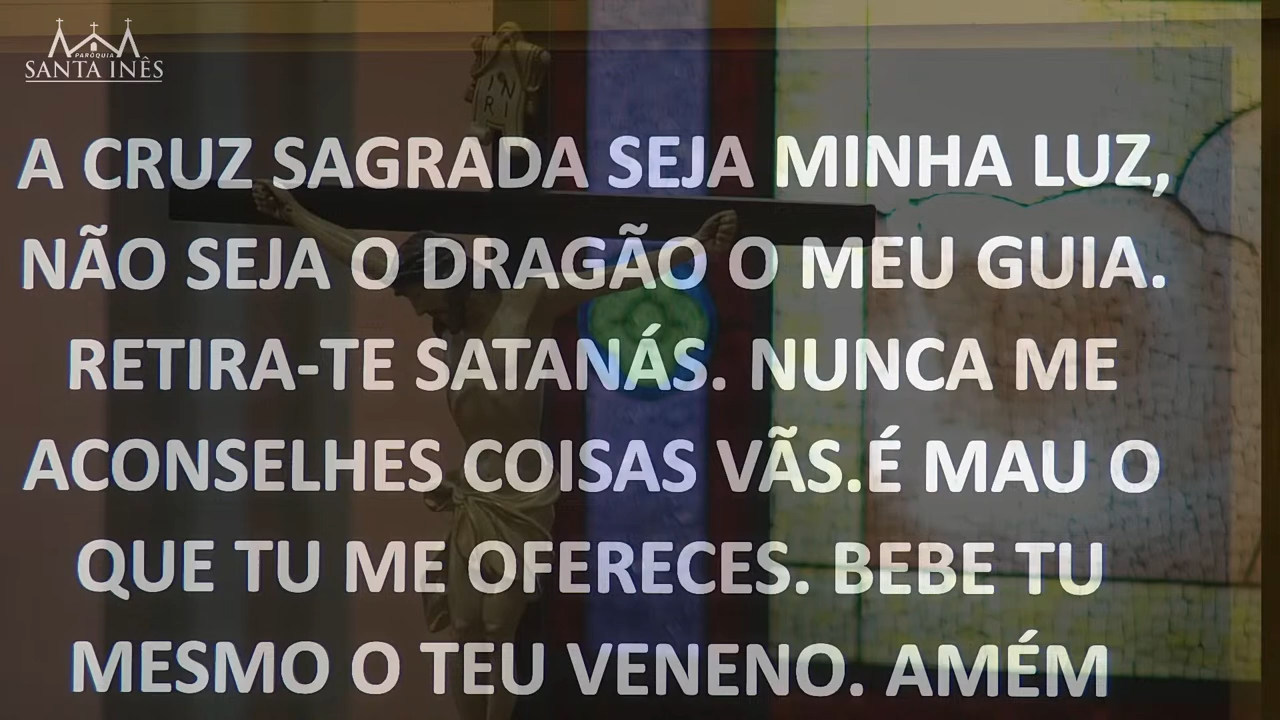 PARÓQUIA
SANTA INÊS
INRI
A CRUZ SAGRADA SEJA MINHA LUZ,
NÃO SEJA O DRAGÃO O MEU GUIA.
RETIRA-TE SATANÁS. NUNCA ME
ACONSELHES COISAS VÃS.É MAU O
QUE TU ME OFERECES. BEBE TU
MESMO O TEU VENENO. AMÉM